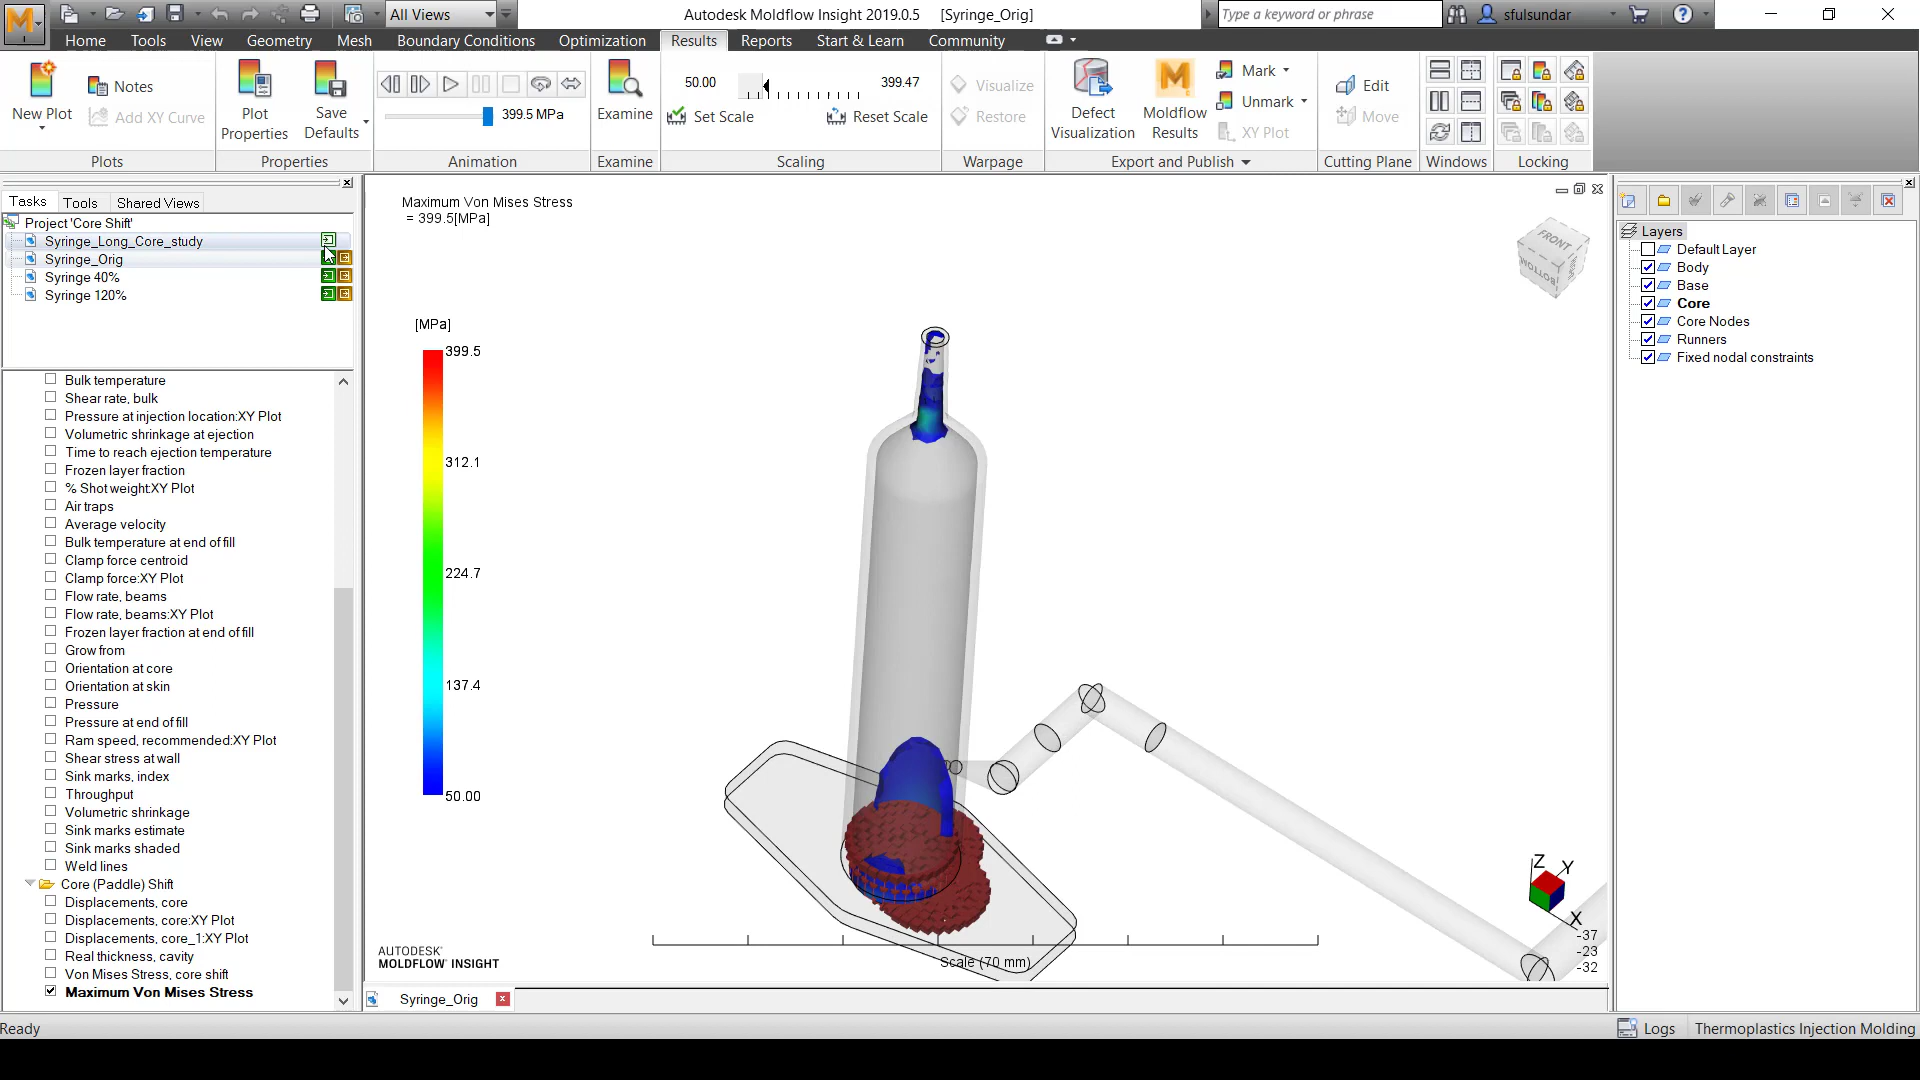 All Views
Autodesk Moldflow Insight 2019.0.5 [Syringe_Orig]
Type a keyword or phrase
sfulsundar
Home Tools View Geometry Mesh Boundary Conditions Optimization Results Reports Start & Learn Community
New Plot
Notes
Add XY Curve
Plots
Plot Properties
Save Defaults
Properties
399.5 MPa
Animation
Examine
Examine
50.00 399.47
Set Scale Reset Scale
Scaling
Visualize
Restore
Warpage
Defect Visualization
Moldflow Results
Mark
Unmark
XY Plot
Export and Publish
Edit
Move
Cutting Plane
Windows
Locking
Tasks Tools Shared Views
Project 'Core Shift'
Syringe_Long_Core_study
Syringe_Orig
Syringe 40%
Syringe 120%
Bulk temperature
Shear rate, bulk
Pressure at injection location:XY Plot
Volumetric shrinkage at ejection
Time to reach ejection temperature
Frozen layer fraction
% Shot weight:XY Plot
Air traps
Average velocity
Bulk temperature at end of fill
Clamp force centroid
Clamp force:XY Plot
Flow rate, beams
Flow rate, beams:XY Plot
Frozen layer fraction at end of fill
Grow from
Orientation at core
Orientation at skin
Pressure
Pressure at end of fill
Ram speed, recommended:XY Plot
Shear stress at wall
Sink marks, index
Throughput
Volumetric shrinkage
Sink marks estimate
Sink marks shaded
Weld lines
Core (Paddle) Shift
Displacements, core
Displacements, core:XY Plot
Displacements, core_1:XY Plot
Real thickness, cavity
Von Mises Stress, core shift
Maximum Von Mises Stress
Maximum Von Mises Stress
= 399.5[MPa]
[MPa]
399.5
312.1
224.7
137.4
50.00
FRONT
BOTTOM
AUTODESK
MOLDFLOW INSIGHT
Scale (70 mm)
Z
Y
X
-37
-23
-32
Syringe_Orig
Layers
Default Layer
Body
Base
Core
Core Nodes
Runners
Fixed nodal constraints
Ready
Logs Thermoplastics Injection Molding